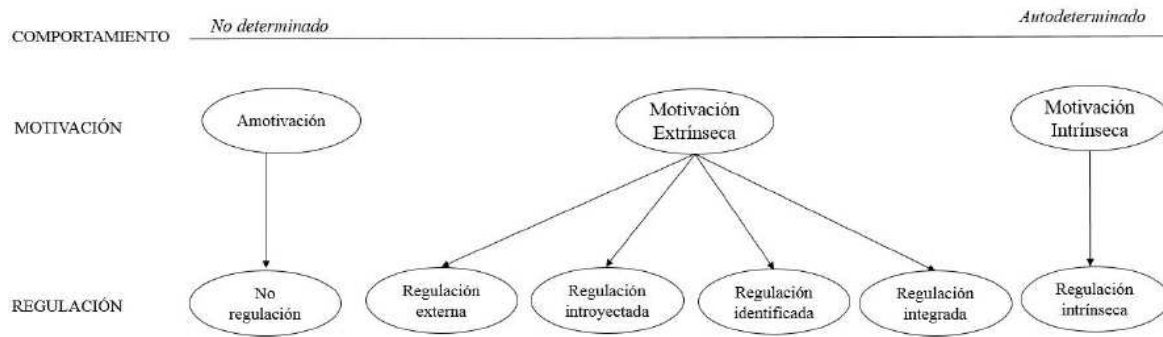 COMPORTAMIENTO
No determinado
Autodeterminado
MOTIVACIÓN
Amotivación
Motivación
Extrínseca
Motivación
Intrínseca
REGULACIÓN
No
regulación
Regulación
externa
Regulación
introyectada
Regulación
identificada
Regulación
integrada
Regulación
intrínseca